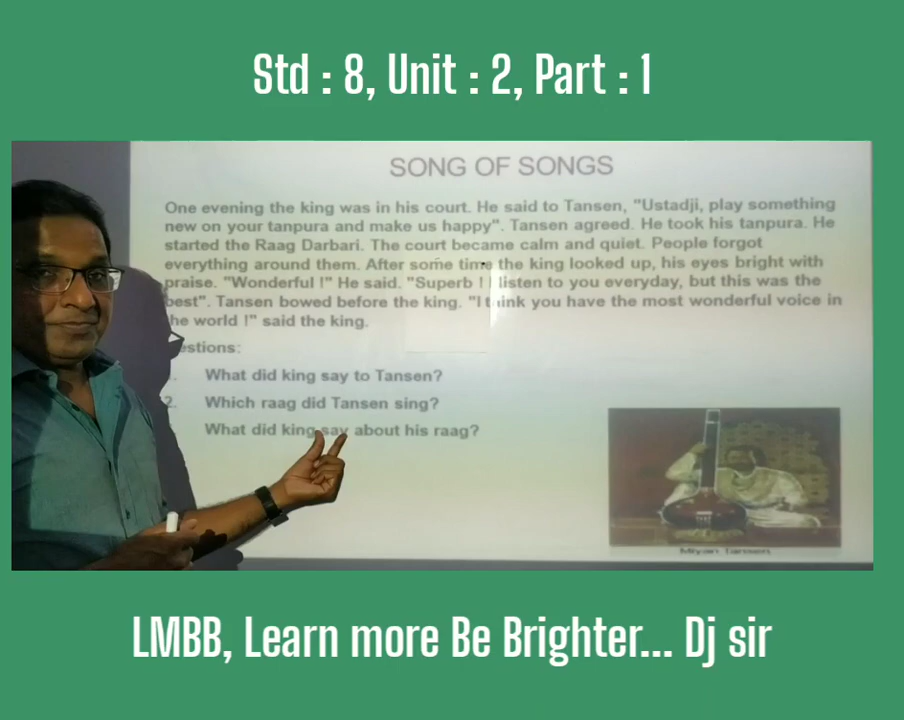 Std : 8, Unit : 2, Part : 1
SONG OF SONGS
One evening the king was in his court. He said to Tansen, "Ustadji, play something
new on your tanpura and make us happy". Tansen agreed. He took his tanpura. He
started the Raag Darbari. The court became calm and quiet. People forgot
everything around them. After some time the king looked up, his eyes bright with
praise. "Wonderful !" He said. "Superb ! I listen to you everyday, but this was the
best". Tansen bowed before the king. "I think you have the most wonderful voice in
the world !" said the king.
estions:
What did king say to Tansen?
2. Which raag did Tansen sing?
What did king say about his raag?
Miyan Tansen
LMBB, Learn more Be Brighter... Dj sir